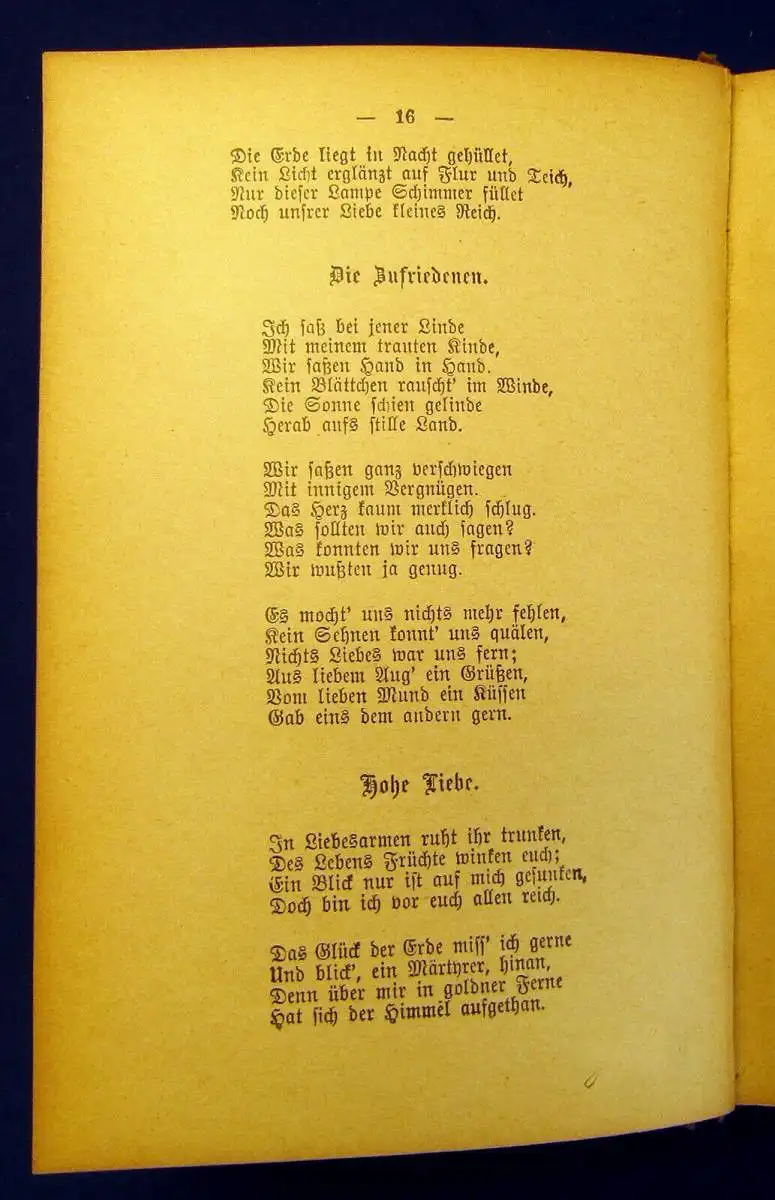 — 16 —
Die Erde liegt in Nacht gehüllet,
Kein Licht erglänzt auf Flur und Teich,
Nur dieser Lampe Schimmer füllet
Noch unsrer Liebe kleines Reich.
Die Zufriedenen.
Ich saß bei jener Linde
Mit meinem trauten Kinde,
Wir saßen Hand in Hand.
Kein Blättchen rauscht' im Winde,
Die Sonne schien gelinde
Herab aufs stille Land.
Wir saßen ganz verschwiegen
Mit innigem Vergnügen.
Das Herz kaum merklich schlug.
Was sollten wir auch sagen?
Was konnten wir uns fragen?
Wir wußten ja genug.
Es mocht' uns nichts mehr fehlen,
Kein Sehnen konnt' uns quälen,
Nichts Liebes war uns fern;
Aus liebem Aug' ein Grüßen,
Vom lieben Mund ein Küssen
Gab eins dem andern gern.
Hohe Liebe.
In Liebesarmen ruht ihr trunken,
Des Lebens Früchte winken euch;
Ein Blick nur ist auf mich gesunken,
Doch bin ich vor euch allen reich.
Das Glück der Erde miss' ich gerne
Und blick', ein Märtyrer, hinan,
Denn über mir in goldner Ferne
Hat sich der Himmel aufgethan.